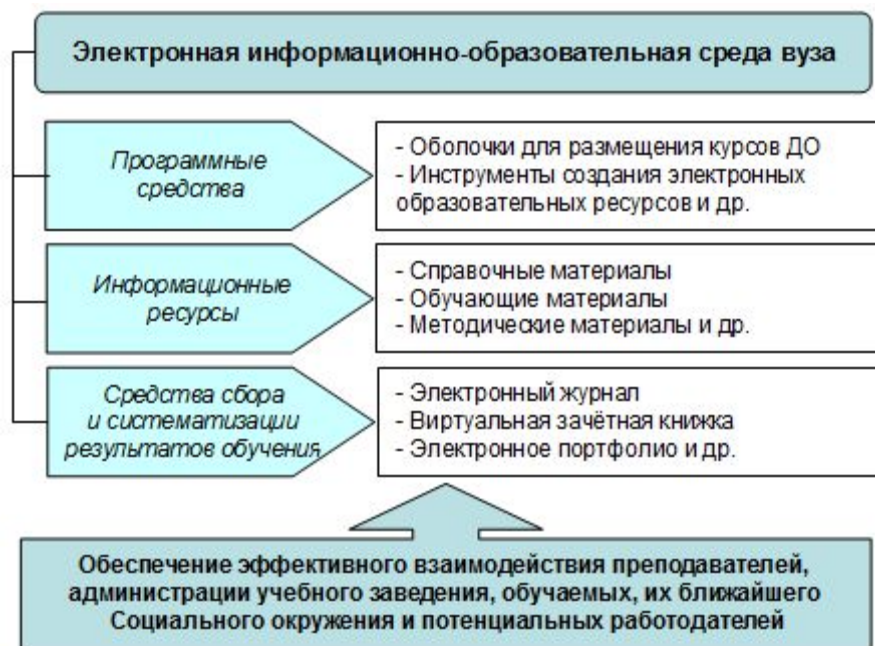 Электронная информационно-образовательная среда вуза
Программные
средства
- Оболочки для размещения курсов ДО
- Инструменты создания электронных
образовательных ресурсов и др.
Информационные
ресурсы
- Справочные материалы
- Обучающие материалы
- Методические материалы и др.
Средства сбора
и систематизации
результатов обучения
- Электронный журнал
- Виртуальная зачётная книжка
- Электронное портфолио и др.
Обеспечение эффективного взаимодействия преподавателей,
администрации учебного заведения, обучаемых, их ближайшего
Социального окружения и потенциальных работодателей